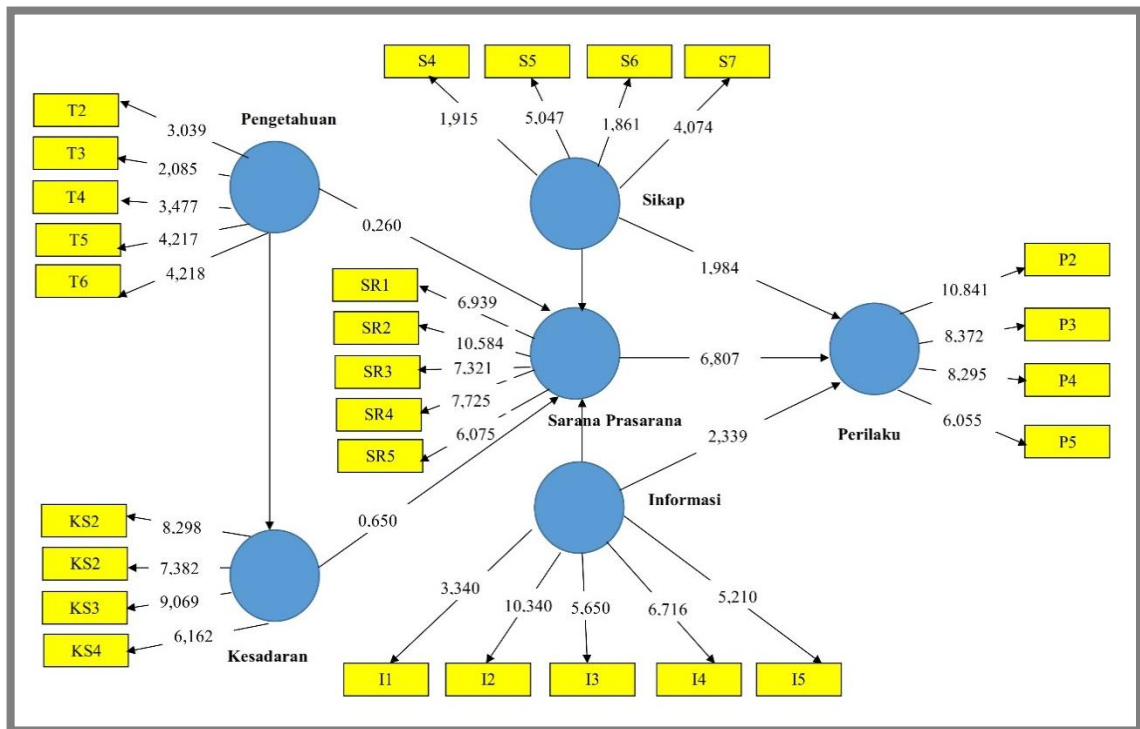 S4
S5
S6
S7
1,915
5,047
1,861
4,074
Sikap
T2
T3
T4
T5
T6
Pengetahuan
3,039
2,085
3,477
4,217
4,218
0.260
1,984
SR1
SR2
SR3
SR4
SR5
6.939
10.584
7,321
7,725
6,075
Sarana Prasarana
6,807
P2
P3
P4
P5
10.841
8.372
8,295
6,055
Perilaku
2,339
Informasi
0.650
KS2
KS2
KS3
KS4
8.298
7,382
9,069
6,162
Kesadaran
3.340
10.340
5,650
6.716
5,210
I1
I2
I3
I4
I5